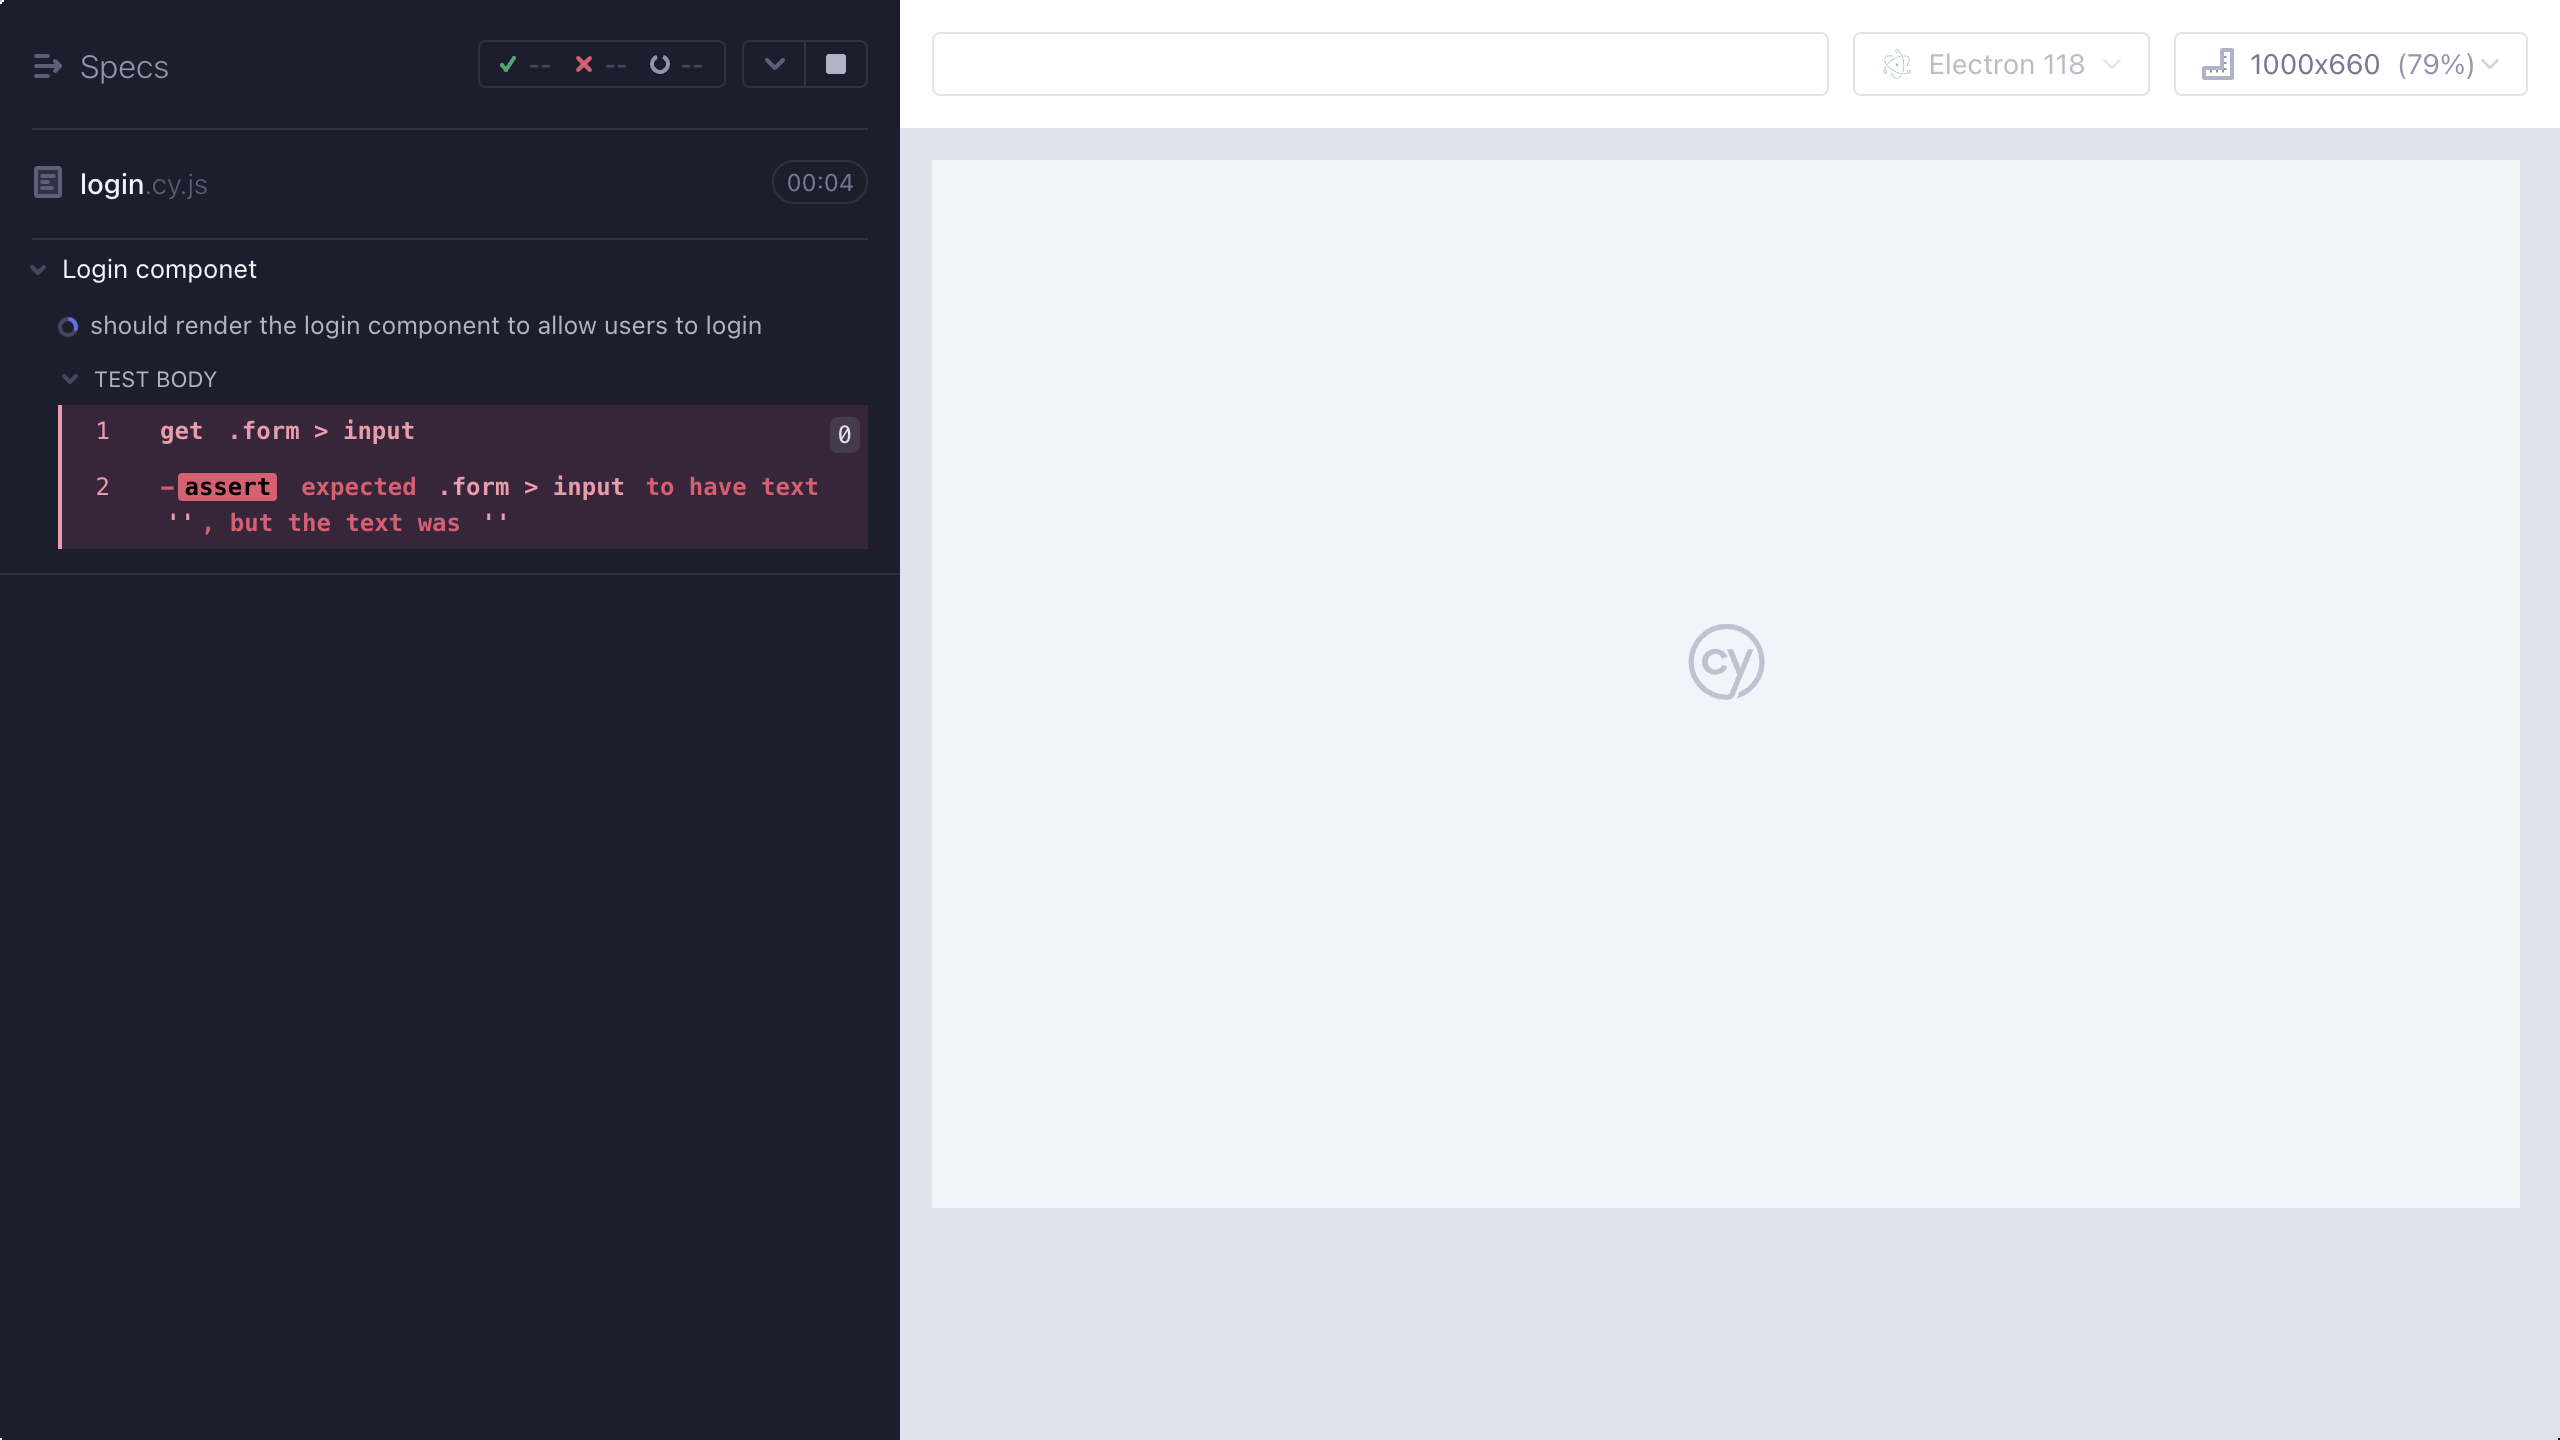 Specs
-- -- --
login.cy.js
00:04
Login componet
should render the login component to allow users to login
TEST BODY
1 get .form > input 0
2 -assert expected .form > input to have text
'', but the text was ''
Electron 118
1000x660 (79%)
cy